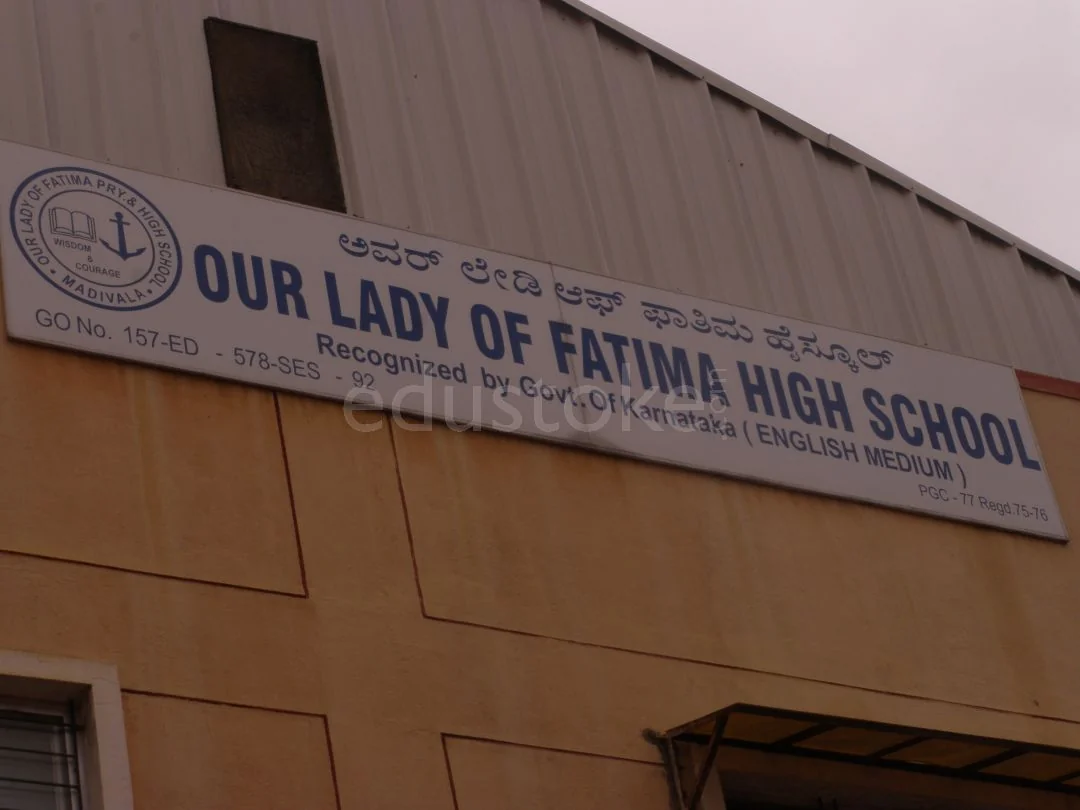 OUR LADY OF FATIMA PRY. & HIGH SCHOOL
WISDOM
&
COURAGE
• MADIVALA •
ಅವರ್ ಲೇಡಿ ಆಫ್ ಫಾತಿಮ ಹೈಸ್ಕೂಲ್
OUR LADY OF FATIMA HIGH SCHOOL
GO No. 157-ED - 578-SES - 92
Recognized by Govt. Of Karnataka ( ENGLISH MEDIUM )
PGC - 77 Regd.75-76
edustoke